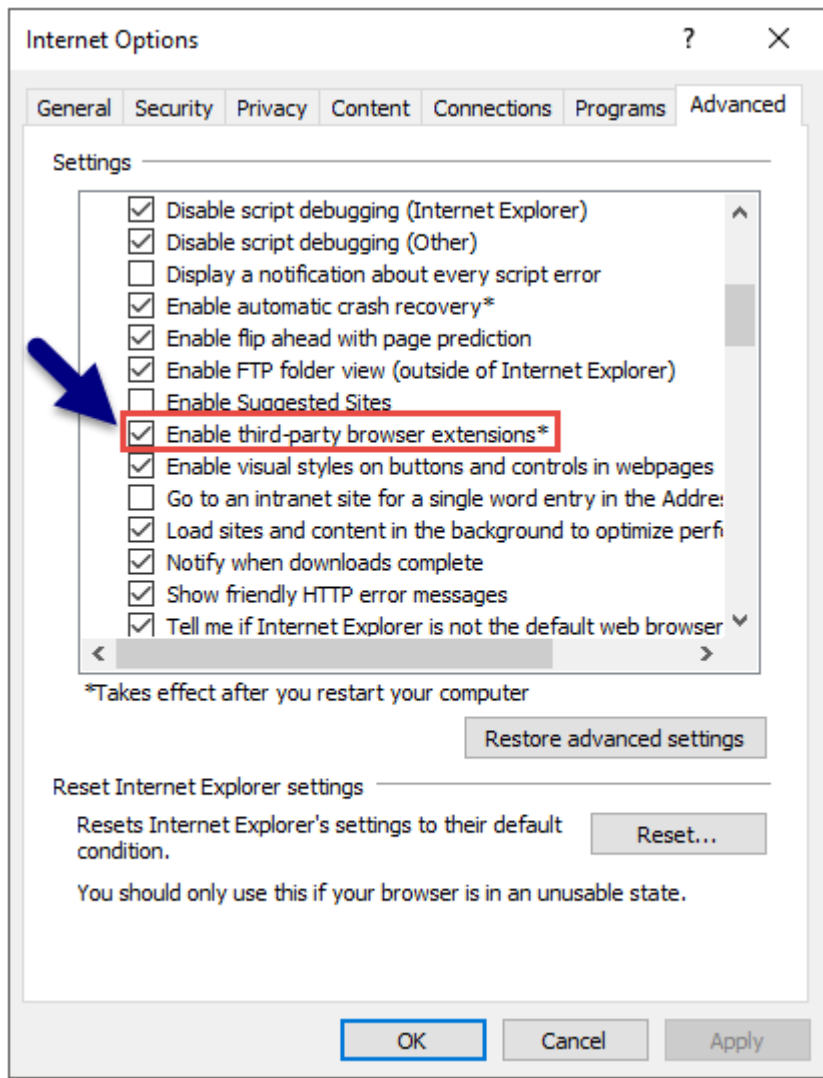 Internet Options
?
General Security Privacy Content Connections Programs Advanced
Settings
Disable script debugging (Internet Explorer)
Disable script debugging (Other)
Display a notification about every script error
Enable automatic crash recovery*
Enable flip ahead with page prediction
Enable FTP folder view (outside of Internet Explorer)
Enable Suggested Sites
Enable third-party browser extensions*
Enable visual styles on buttons and controls in webpages
Go to an intranet site for a single word entry in the Addres
Load sites and content in the background to optimize perf
Notify when downloads complete
Show friendly HTTP error messages
Tell me if Internet Explorer is not the default web browser
*Takes effect after you restart your computer
Restore advanced settings
Reset Internet Explorer settings
Resets Internet Explorer's settings to their default
condition.
Reset...
You should only use this if your browser is in an unusable state.
OK Cancel Apply